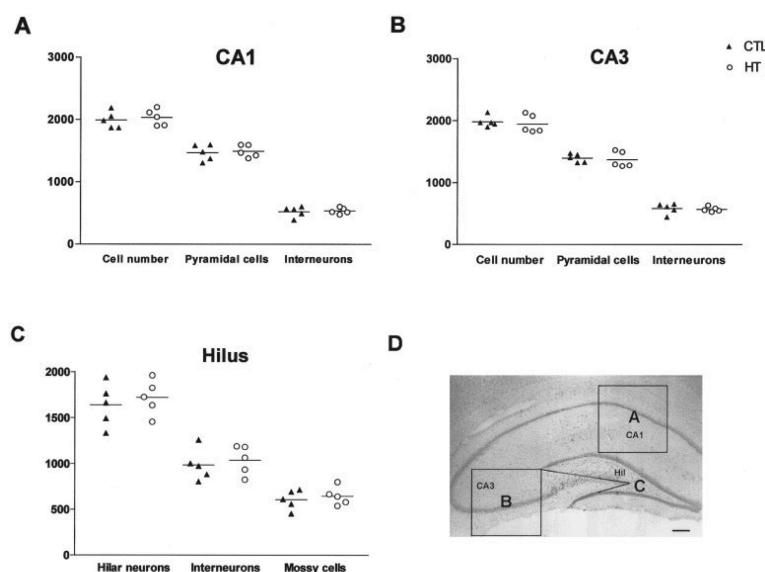 A
CA1
3000
2000
1000
0
Cell number Pyramidal cells Interneurons
B
CA3
CTL
HT
3000
2000
1000
0
Cell number Pyramidal cells Interneurons
C
Hilus
2000
1500
1000
500
0
Hilar neurons Interneurons Mossy cells
D
A
CA1
Hil
CA3
C
B